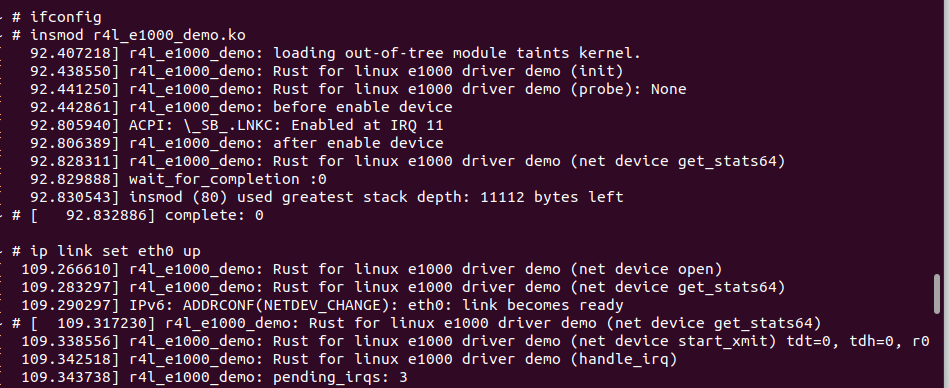 ~ # ifconfig
~ # insmod r4l_e1000_demo.ko
[   92.407218] r4l_e1000_demo: loading out-of-tree module taints kernel.
[   92.438550] r4l_e1000_demo: Rust for linux e1000 driver demo (init)
[   92.441250] r4l_e1000_demo: Rust for linux e1000 driver demo (probe): None
[   92.442861] r4l_e1000_demo: before enable device
[   92.805940] ACPI: \_SB_.LNKC: Enabled at IRQ 11
[   92.806389] r4l_e1000_demo: after enable device
[   92.828311] r4l_e1000_demo: Rust for linux e1000 driver demo (net device get_stats64)
[   92.829888] wait_for_completion :0
[   92.830543] insmod (80) used greatest stack depth: 11112 bytes left
~ # [   92.832886] complete: 0
~ # ip link set eth0 up
[  109.266610] r4l_e1000_demo: Rust for linux e1000 driver demo (net device open)
[  109.283297] r4l_e1000_demo: Rust for linux e1000 driver demo (net device get_stats64)
[  109.290297] IPv6: ADDRCONF(NETDEV_CHANGE): eth0: link becomes ready
~ # [  109.317230] r4l_e1000_demo: Rust for linux e1000 driver demo (net device get_stats64)
[  109.338556] r4l_e1000_demo: Rust for linux e1000 driver demo (net device start_xmit) tdt=0, tdh=0, r0
[  109.342518] r4l_e1000_demo: Rust for linux e1000 driver demo (handle_irq)
[  109.343738] r4l_e1000_demo: pending_irqs: 3